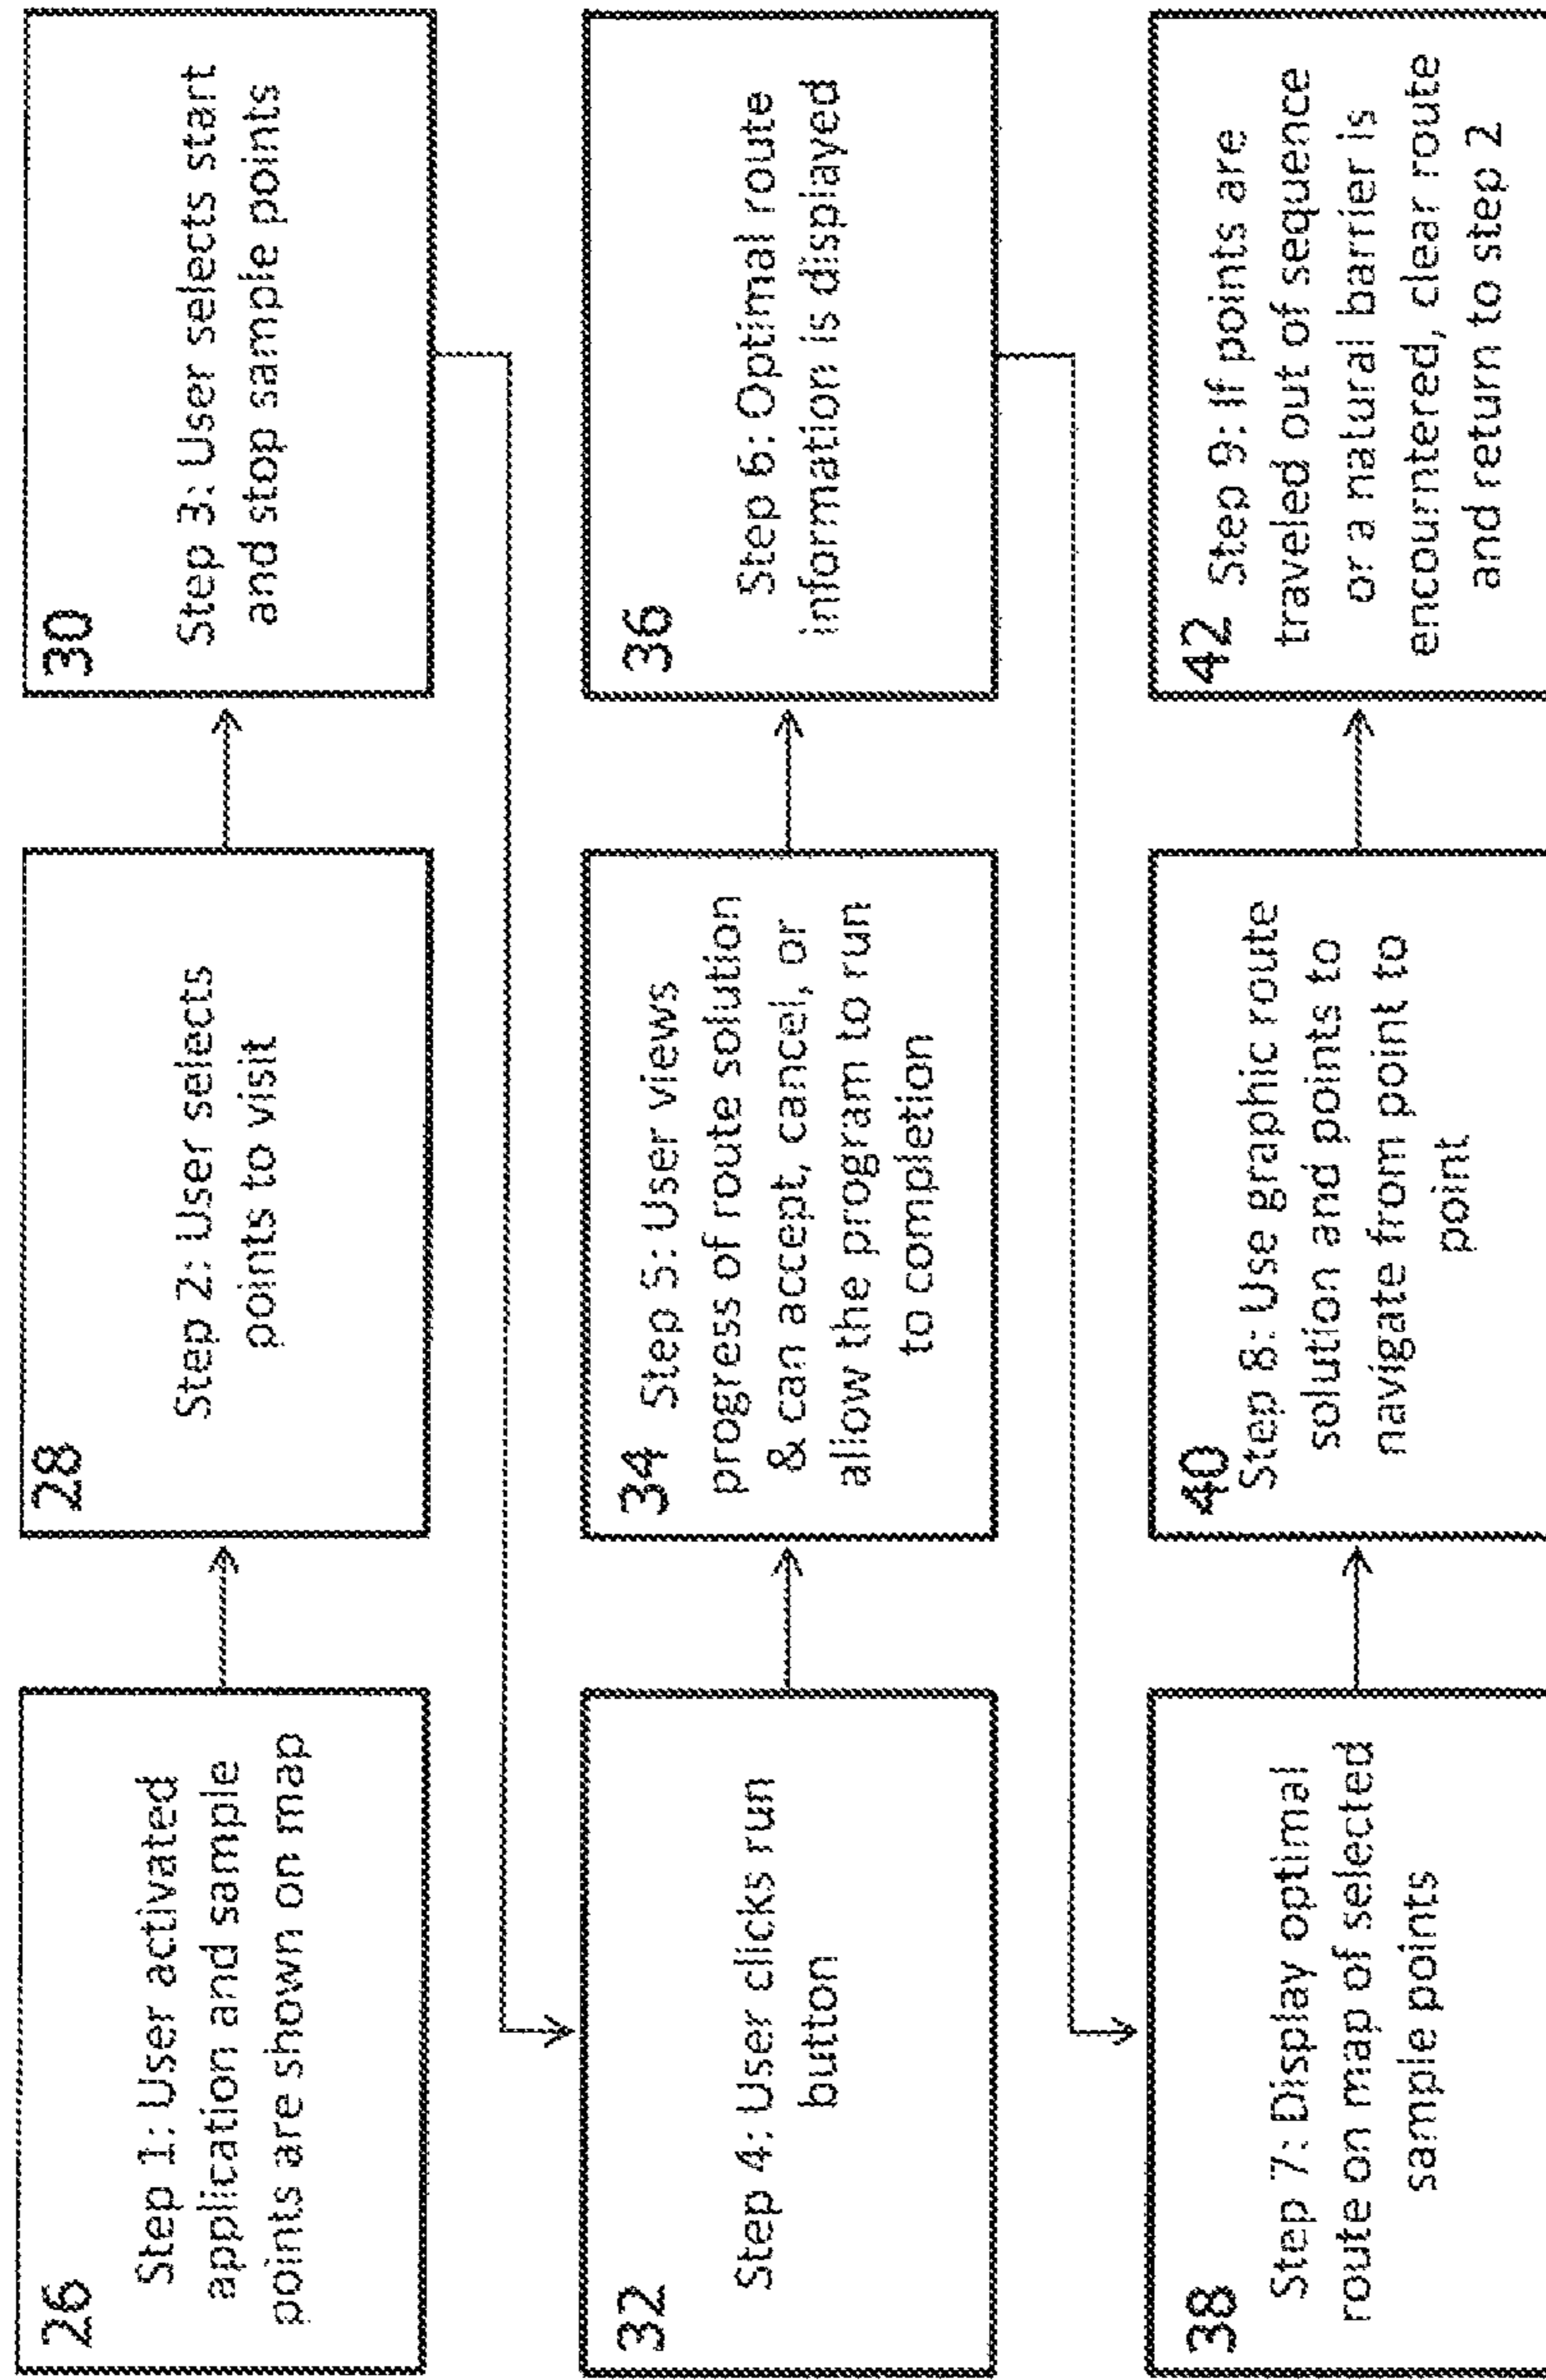 26
Step 1: User activated
application and sample
points are shown on map
28
Step 2: User selects
points to visit
30
Step 3: User selects start
and stop sample points
32
Step 4: User clicks run
button
34 Step 5: User views
progress of route solution
& can accept, cancel, or
allow the program to run
to completion
36
Step 6: Optimal route
information is displayed
38
Step 7: Display optimal
route on map of selected
sample points
40
Step 8: Use graphic route
solution and points to
navigate from point to
point
42 Step 9: If points are
traveled out of sequence
or a natural barrier is
encourntered, clear route
and return to step 2